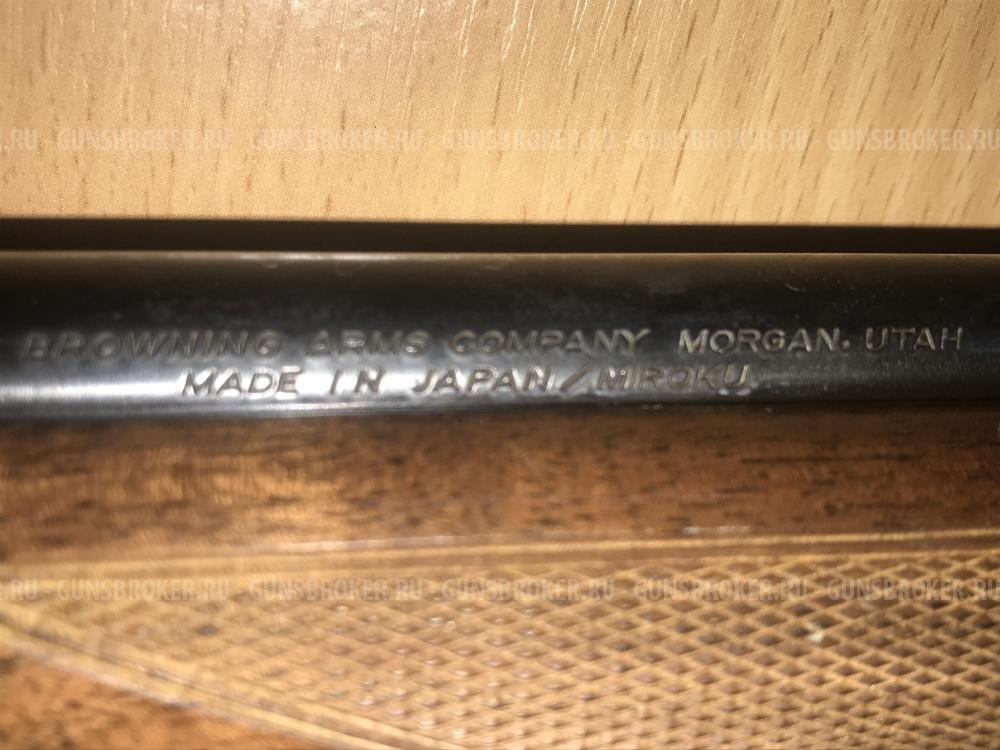 GUNSBROKER.RU - GUNSBROKER.RU - GUNSBROKER.RU - GUNSBROKER.RU - GUNSBROKER.RU
BROWNING ARMS COMPANY MORGAN. UTAH
MADE IN JAPAN/MIROKU
.RU - GUNSBROKER.RU - GUNSBROKER.RU - GUNSBROKER.RU - GUNSBROKER.RU - GUNSBROKER.RU